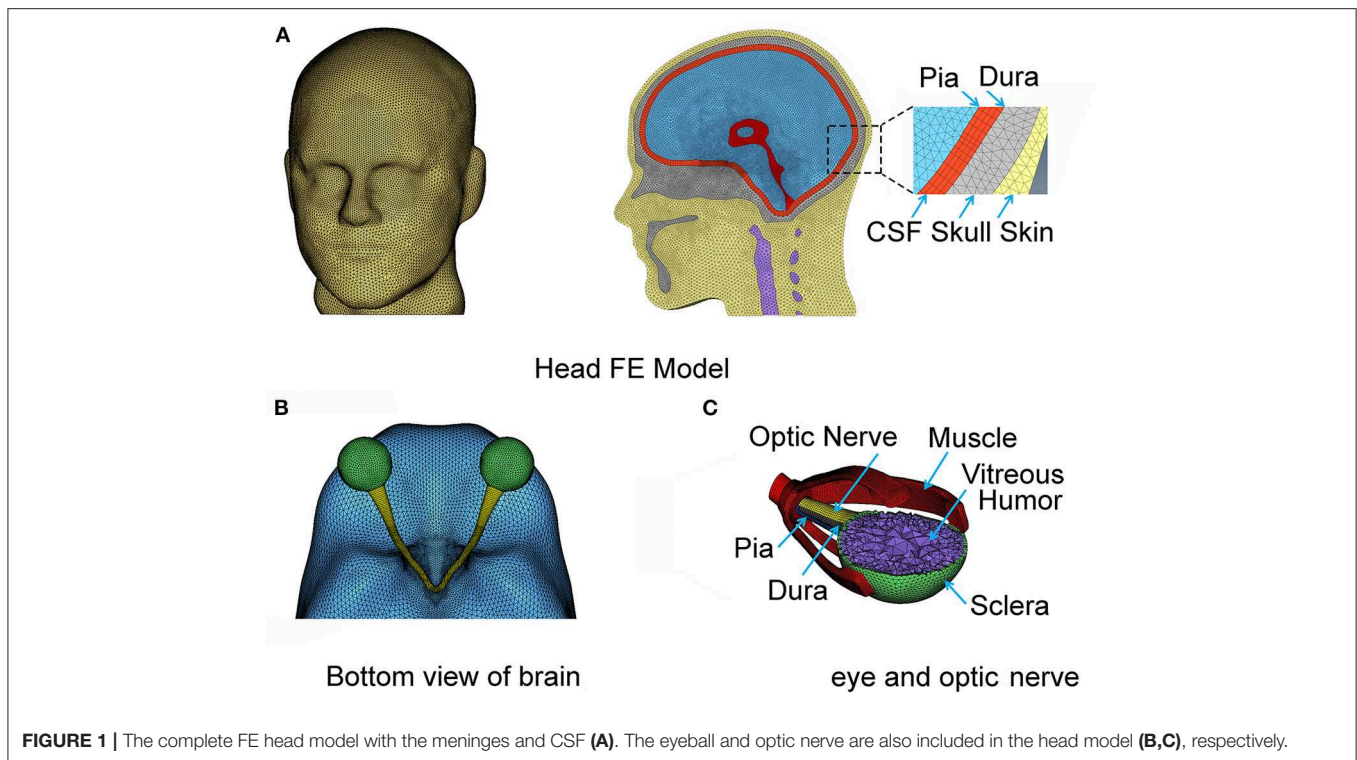 A
Pia Dura
CSF Skull Skin
Head FE Model
B
C
Optic Nerve
Muscle
Vitreous
Humor
Pia
Dura
Sclera
Bottom view of brain
eye and optic nerve
FIGURE 1 | The complete FE head model with the meninges and CSF (A). The eyeball and optic nerve are also included in the head model (B,C), respectively.